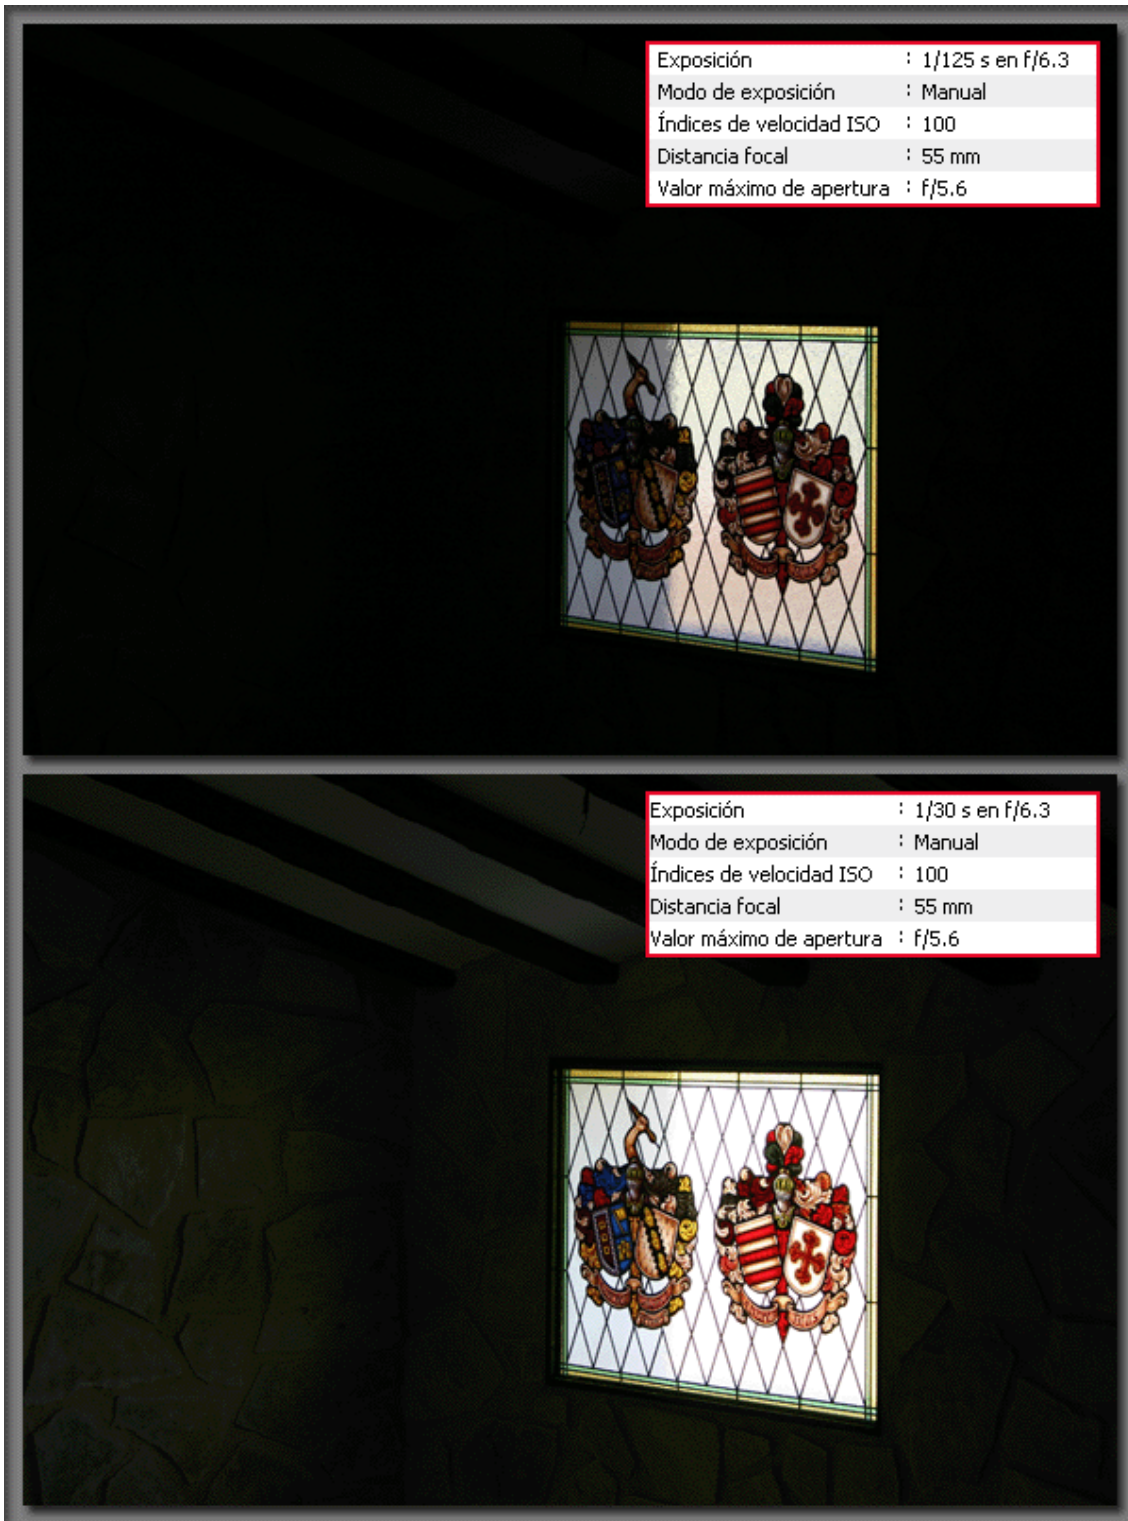 Exposición : 1/125 s en f/6.3
Modo de exposición : Manual
Índices de velocidad ISO : 100
Distancia focal : 55 mm
Valor máximo de apertura : f/5.6
Exposición : 1/30 s en f/6.3
Modo de exposición : Manual
Índices de velocidad ISO : 100
Distancia focal : 55 mm
Valor máximo de apertura : f/5.6